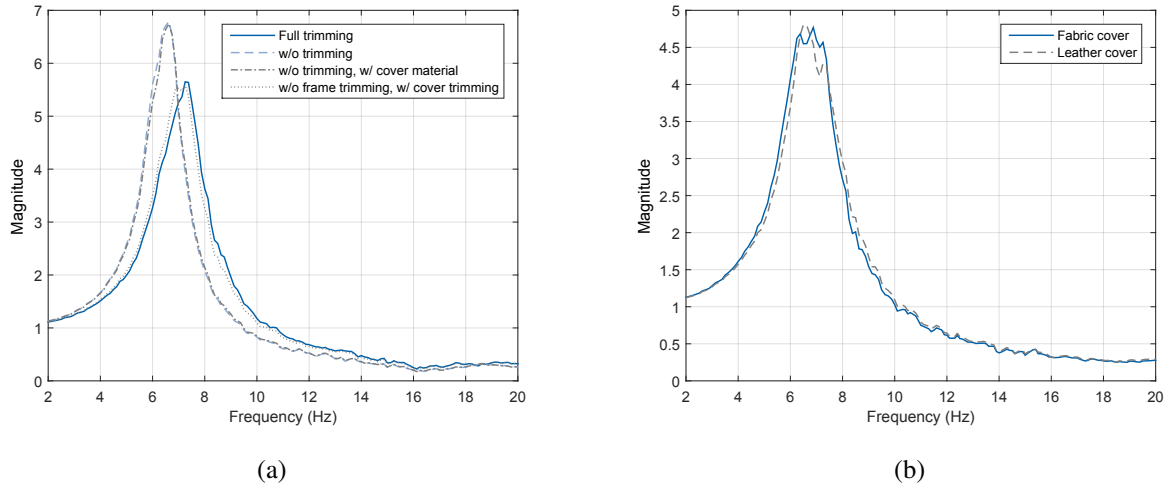 7
6
5
4
3
2
1
0
Magnitude
2 4 6 8 10 12 14 16 18 20
Frequency (Hz)
Full trimming
w/o trimming
w/o trimming, w/ cover material
w/o frame trimming, w/ cover trimming
(a)
5
4.5
4
3.5
3
2.5
2
1.5
1
0.5
0
Magnitude
2 4 6 8 10 12 14 16 18 20
Frequency (Hz)
Fabric cover
Leather cover
(b)